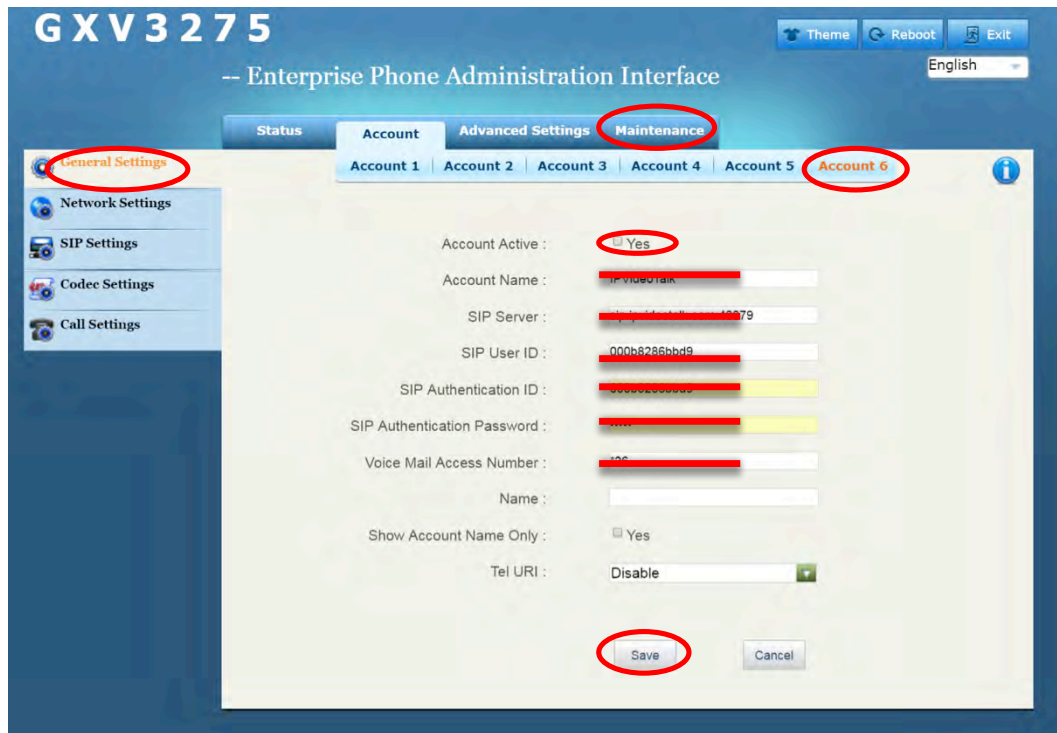 GXV3275
Theme
Reboot
Exit
-- Enterprise Phone Administration Interface
English
Status
Account
Advanced Settings
Maintenance
General Settings
Account 1
Account 2
Account 3
Account 4
Account 5
Account 6
Network Settings
SIP Settings
Codec Settings
Call Settings
Account Active :
Yes
Account Name :
IPVideoTalk
SIP Server :
SIP User ID :
000b8286bbd9
SIP Authentication ID :
SIP Authentication Password :
Voice Mail Access Number :
Name :
Show Account Name Only :
Yes
Tel URI :
Disable
Save
Cancel